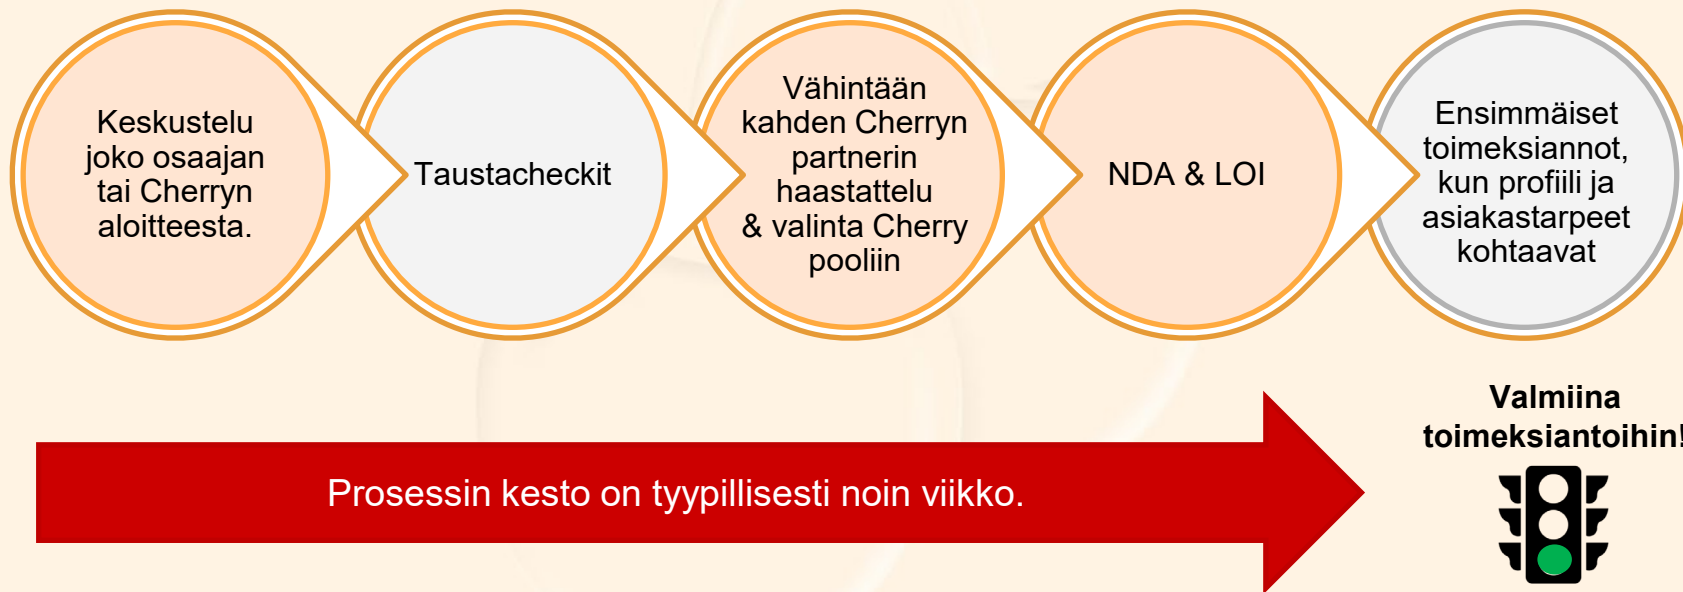 Keskustelu
joko osaajan
tai Cherryn
aloitteesta.
Taustacheckit
Vähintään
kahden Cherryn
partnerin
haastattelu
& valinta Cherry
pooliin
NDA & LOI
Ensimmäiset
toimeksiannot,
kun profiili ja
asiakastarpeet
kohtaavat
Prosessin kesto on tyypillisesti noin viikko.
Valmiina
toimeksiantoihin!